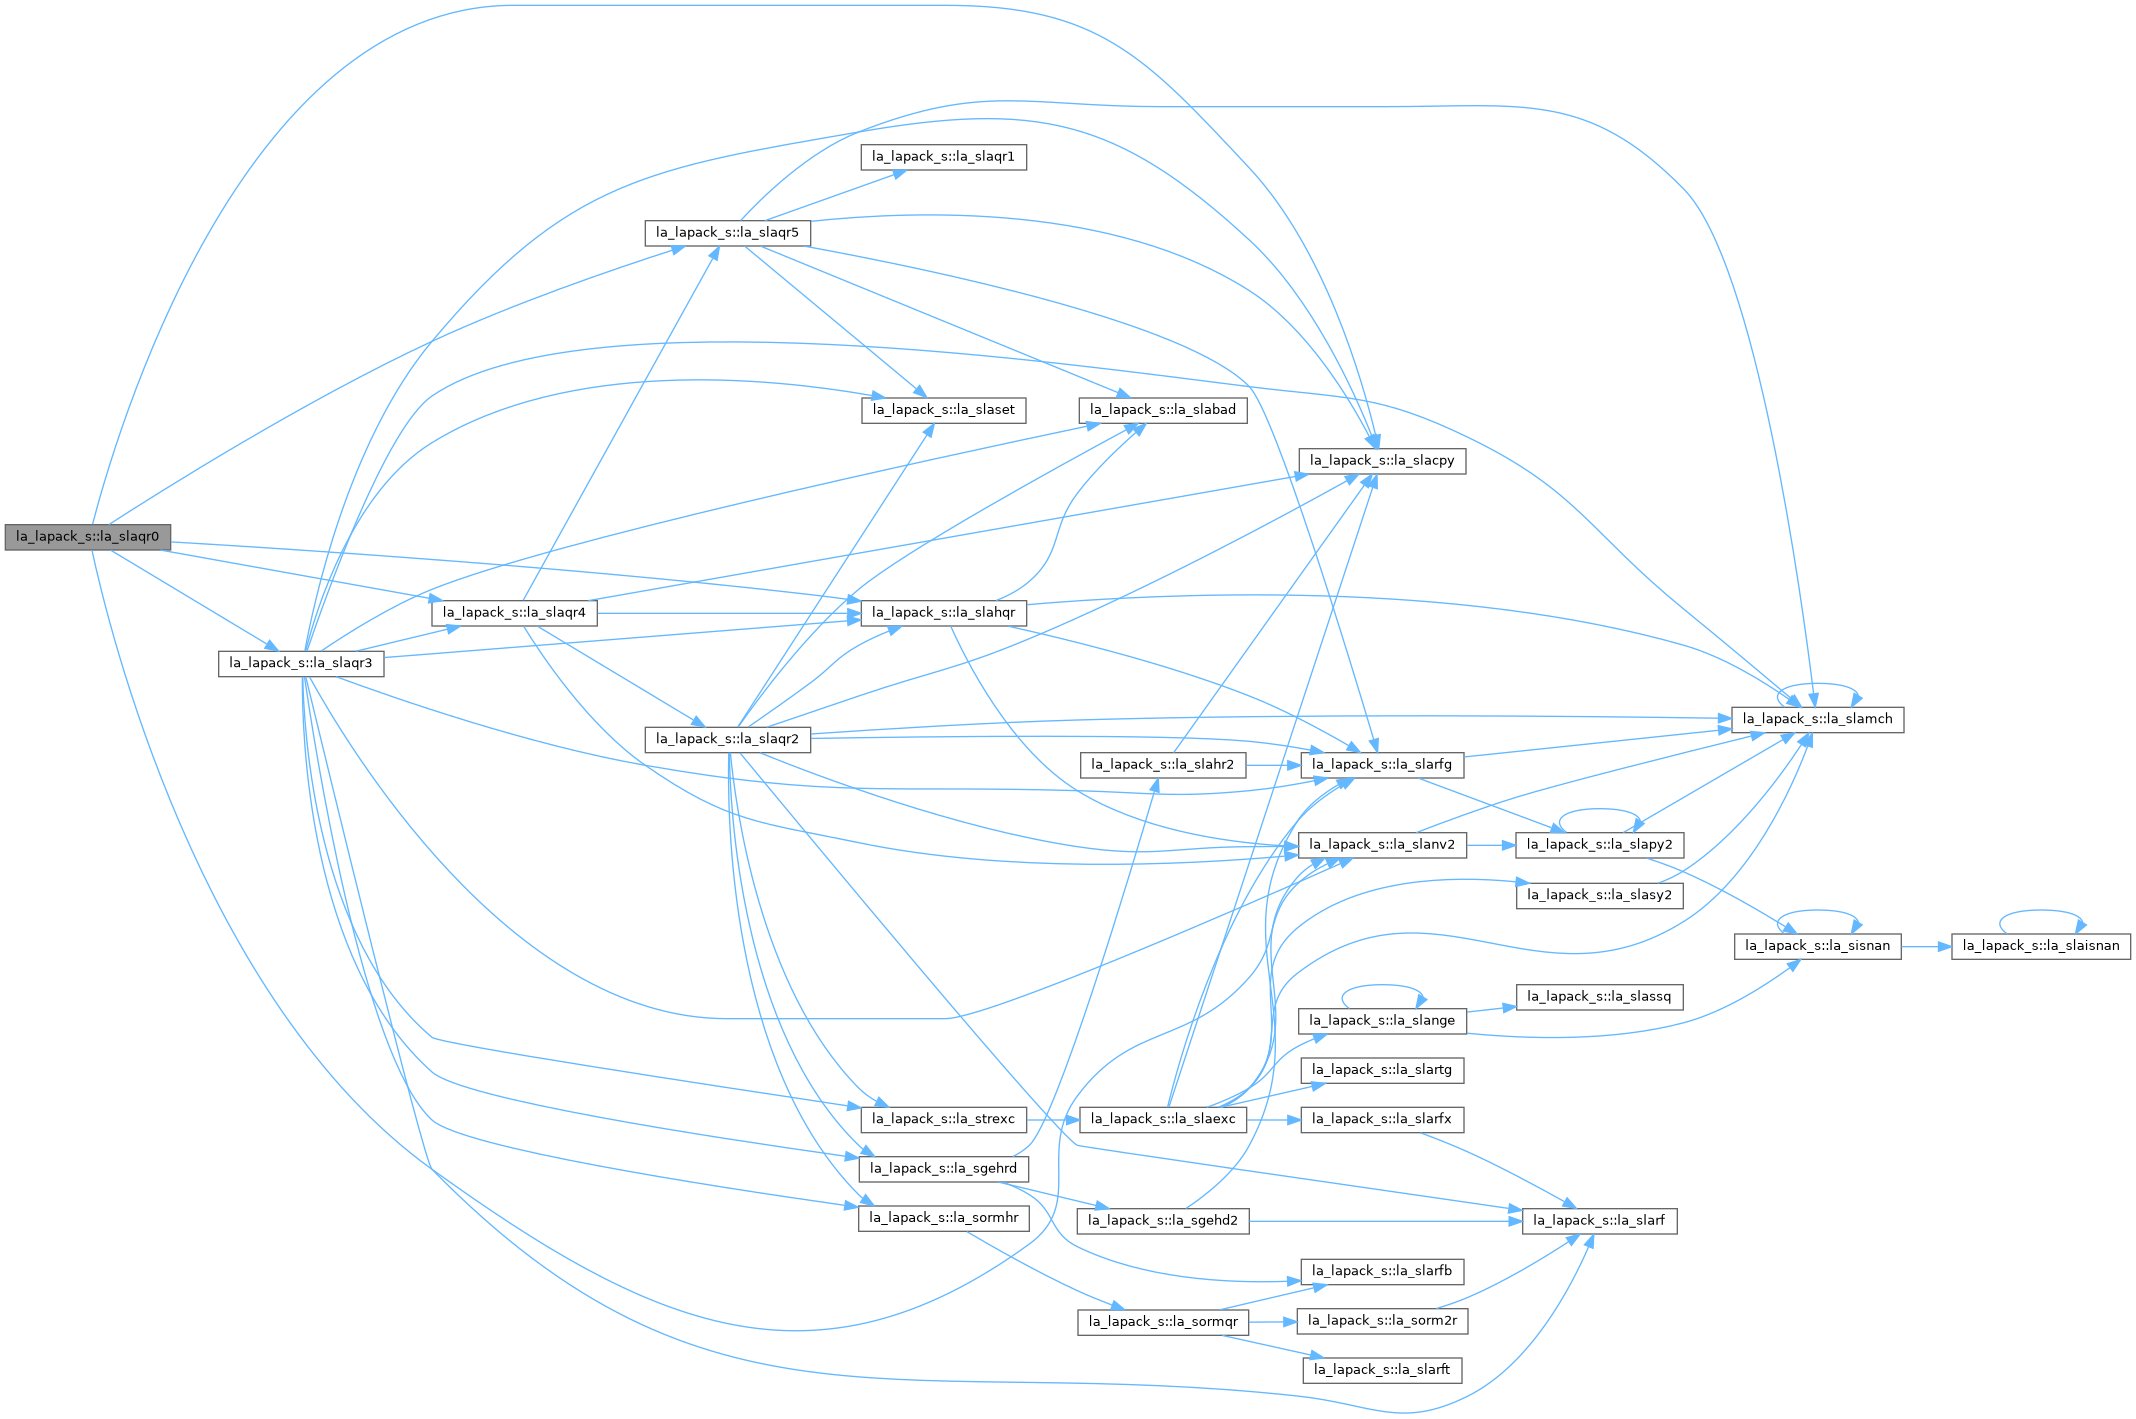 la_lapack_s::la_slaqr1
la_lapack_s::la_slaqr5
la_lapack_s::la_slaset
la_lapack_s::la_slabad
la_lapack_s::la_slacpy
la_lapack_s::la_slaqr0
la_lapack_s::la_slaqr4
la_lapack_s::la_slahqr
la_lapack_s::la_slaqr3
la_lapack_s::la_slamch
la_lapack_s::la_slaqr2
la_lapack_s::la_slahr2
la_lapack_s::la_slarfg
la_lapack_s::la_slanv2
la_lapack_s::la_slapy2
la_lapack_s::la_slasy2
la_lapack_s::la_sisnan
la_lapack_s::la_slaisnan
la_lapack_s::la_slassq
la_lapack_s::la_slange
la_lapack_s::la_slartg
la_lapack_s::la_strexc
la_lapack_s::la_slaexc
la_lapack_s::la_slarfx
la_lapack_s::la_sgehrd
la_lapack_s::la_sormhr
la_lapack_s::la_sgehd2
la_lapack_s::la_slarf
la_lapack_s::la_slarfb
la_lapack_s::la_sormqr
la_lapack_s::la_sorm2r
la_lapack_s::la_slarft